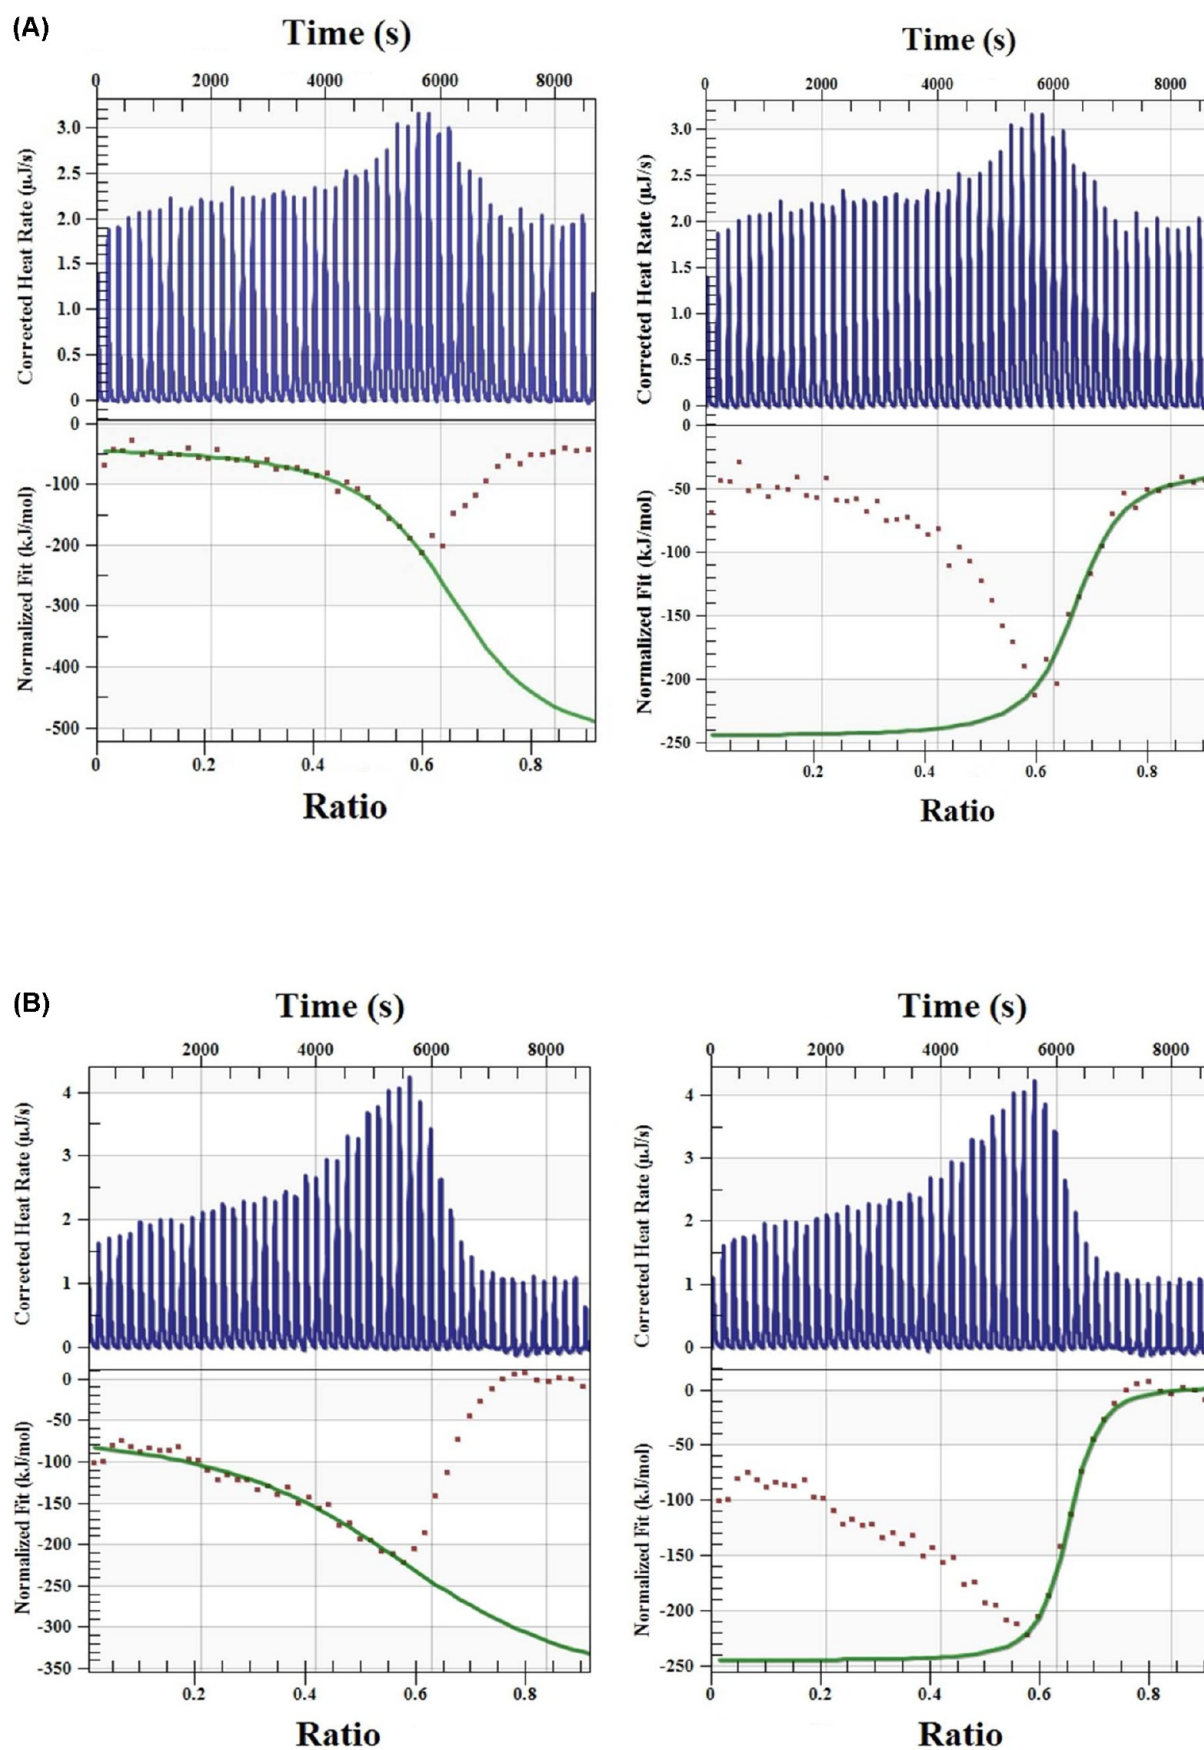 (A)
Time (s)
0 2000 4000 6000 8000
Corrected Heat Rate (µJ/s)
3.0
2.5
2.0
1.5
1.0
0.5
0
Normalized Fit (kJ/mol)
0
-100
-200
-300
-400
-500
0 0.2 0.4 0.6 0.8
Ratio
Time (s)
0 2000 4000 6000 8000
Corrected Heat Rate (µJ/s)
3.0
2.5
2.0
1.5
1.0
0.5
0
Normalized Fit (kJ/mol)
0
-50
-100
-150
-200
-250
0.2 0.4 0.6 0.8
Ratio
(B)
Time (s)
2000 4000 6000 8000
Corrected Heat Rate (µJ/s)
4
3
2
1
0
Normalized Fit (kJ/mol)
0
-50
-100
-150
-200
-250
-300
-350
0.2 0.4 0.6 0.8
Ratio
Time (s)
0 2000 4000 6000 8000
Corrected Heat Rate (µJ/s)
4
3
2
1
0
Normalized Fit (kJ/mol)
0
-50
-100
-150
-200
-250
0 0.2 0.4 0.6 0.8
Ratio